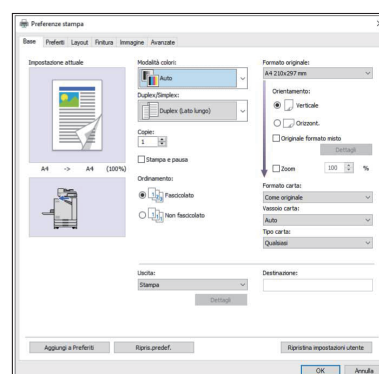 Preferenze stampa
Base Preferiti Layout Finitura Immagine Avanzate
Impostazione attuale
A4 -> A4 (100%)
Modalità colori:
Auto
Duplex/Simplex:
Duplex (Lato lungo)
Copie:
1
Stampa e pausa
Ordinamento:
Fascicolato
Non fascicolato
Formato originale:
A4 210x297 mm
Orientamento:
Verticale
Orizzont.
Originale formato misto
Dettagli
Zoom 100 %
Formato carta:
Come originale
Vassoio carta:
Auto
Tipo carta:
Qualsiasi
Uscita:
Stampa
Dettagli
Destinazione:
Aggiungi a Preferiti Ripris.predef. Ripristina impostazioni utente
OK Annulla